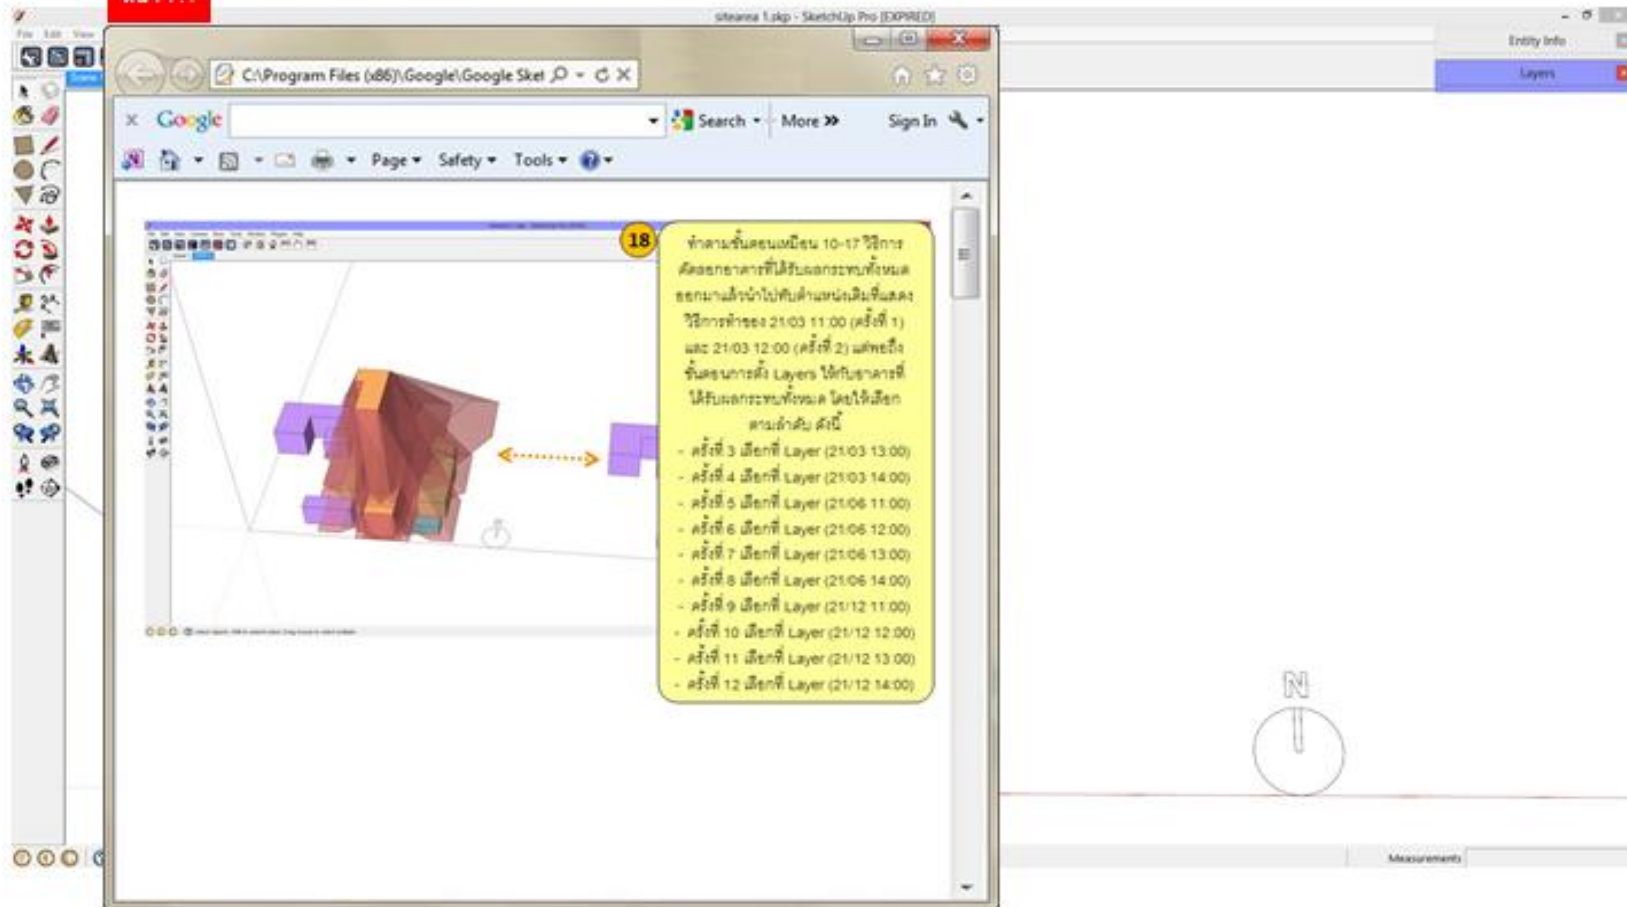 sitearea 1.skp - SketchUp Pro [EXPIRED]
File Edit View
Entity Info
Layers
C:\Program Files (x86)\Google\Google Sket
x Google
Search
More »
Sign In
Page
Safety
Tools
18
ทำตามขั้นตอนเหมือน 10-17 วิธีการ
คัดลอกอาคารที่ได้รับผลกระทบทั้งหมด
ออกมาแล้วนำไปทับตำแหน่งเดิมที่แสดง
วิธีการทำของ 21/03 11:00 (ครั้งที่ 1)
และ 21/03 12:00 (ครั้งที่ 2) แต่พอถึง
ขั้นตอนการตั้ง Layers ให้กับอาคารที่
ได้รับผลกระทบทั้งหมด โดยให้เลือก
ตามลำดับ ดังนี้
- ครั้งที่ 3 เลือกที่ Layer (21/03 13:00)
- ครั้งที่ 4 เลือกที่ Layer (21/03 14:00)
- ครั้งที่ 5 เลือกที่ Layer (21/06 11:00)
- ครั้งที่ 6 เลือกที่ Layer (21/06 12:00)
- ครั้งที่ 7 เลือกที่ Layer (21/06 13:00)
- ครั้งที่ 8 เลือกที่ Layer (21/06 14:00)
- ครั้งที่ 9 เลือกที่ Layer (21/12 11:00)
- ครั้งที่ 10 เลือกที่ Layer (21/12 12:00)
- ครั้งที่ 11 เลือกที่ Layer (21/12 13:00)
- ครั้งที่ 12 เลือกที่ Layer (21/12 14:00)
N
Measurements